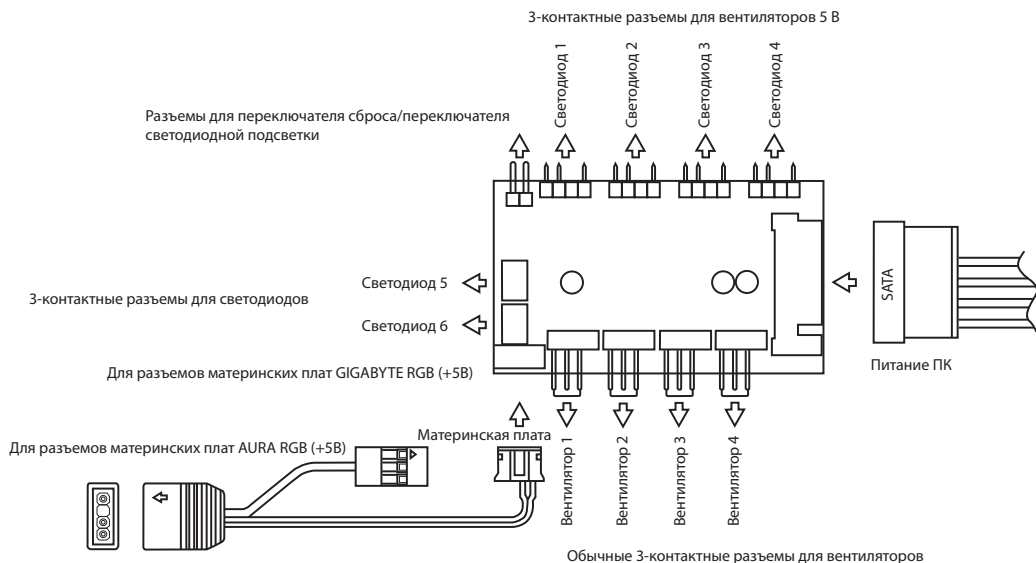 3-контактные разъемы для вентиляторов 5 В
Светодиод 1
Светодиод 2
Светодиод 3
Светодиод 4
Разъемы для переключателя сброса/переключателя
светодиодной подсветки
Светодиод 5
3-контактные разъемы для светодиодов
Светодиод 6
SATA
Питание ПК
Для разъемов материнских плат GIGABYTE RGB (+5В)
Материнская плата
Для разъемов материнских плат AURA RGB (+5В)
Вентилятор 1
Вентилятор 2
Вентилятор 3
Вентилятор 4
Обычные 3-контактные разъемы для вентиляторов